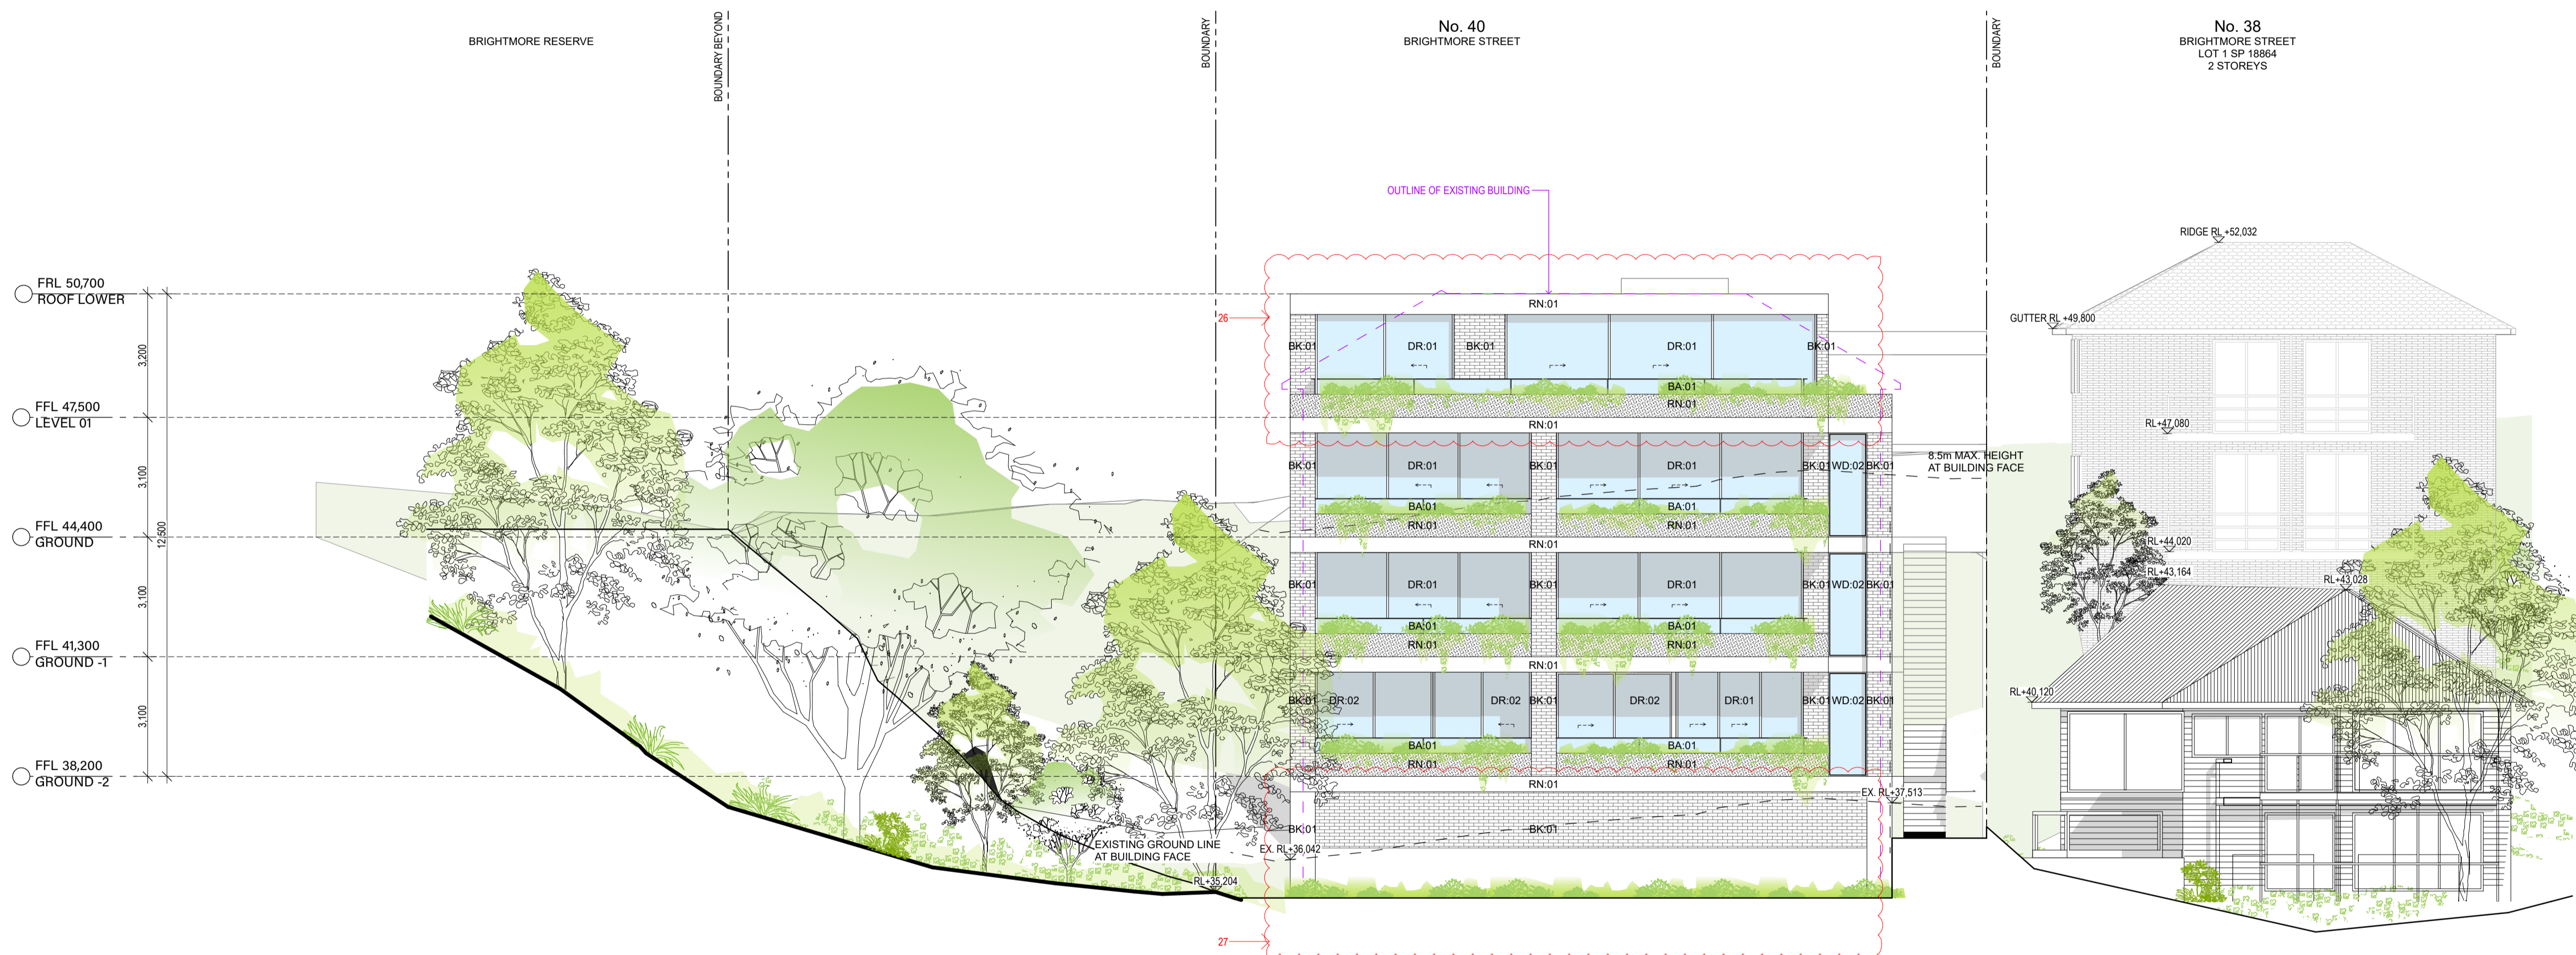 BRIGHTMORE RESERVE
BOUNDARY BEYOND
BOUNDARY
No. 40
BRIGHTMORE STREET
BOUNDARY
No. 38
BRIGHTMORE STREET
LOT 1 SP 18864
2 STOREYS
OUTLINE OF EXISTING BUILDING
RIDGE RL +52,032
GUTTER RL +49,800
RL+47,080
8.5m MAX. HEIGHT
AT BUILDING FACE
RL+44,020
RL+43,164
RL+43,028
RL+40,120
FRL 50,700
ROOF LOWER
3,200
FFL 47,500
LEVEL 01
3,100
FFL 44,400
GROUND
12,500
3,100
FFL 41,300
GROUND -1
3,100
FFL 38,200
GROUND -2
26
RN:01
BK:01
DR:01
BK:01
DR:01
BK:01
BA:01
RN:01
RN:01
BK:01
DR:01
BK:01
DR:01
BK:01
WD:02
BK:01
BA:01
BA:01
RN:01
RN:01
RN:01
BK:01
DR:01
BK:01
DR:01
BK:01
WD:02
BK:01
BA:01
BA:01
RN:01
RN:01
RN:01
BK:01
DR:02
DR:02
BK:01
DR:02
DR:01
BK:01
WD:02
BK:01
BA:01
BA:01
RN:01
RN:01
RN:01
EX. RL+37,513
BK:01
BK:01
EXISTING GROUND LINE
AT BUILDING FACE
EX. RL+36,042
RL+35,204
27